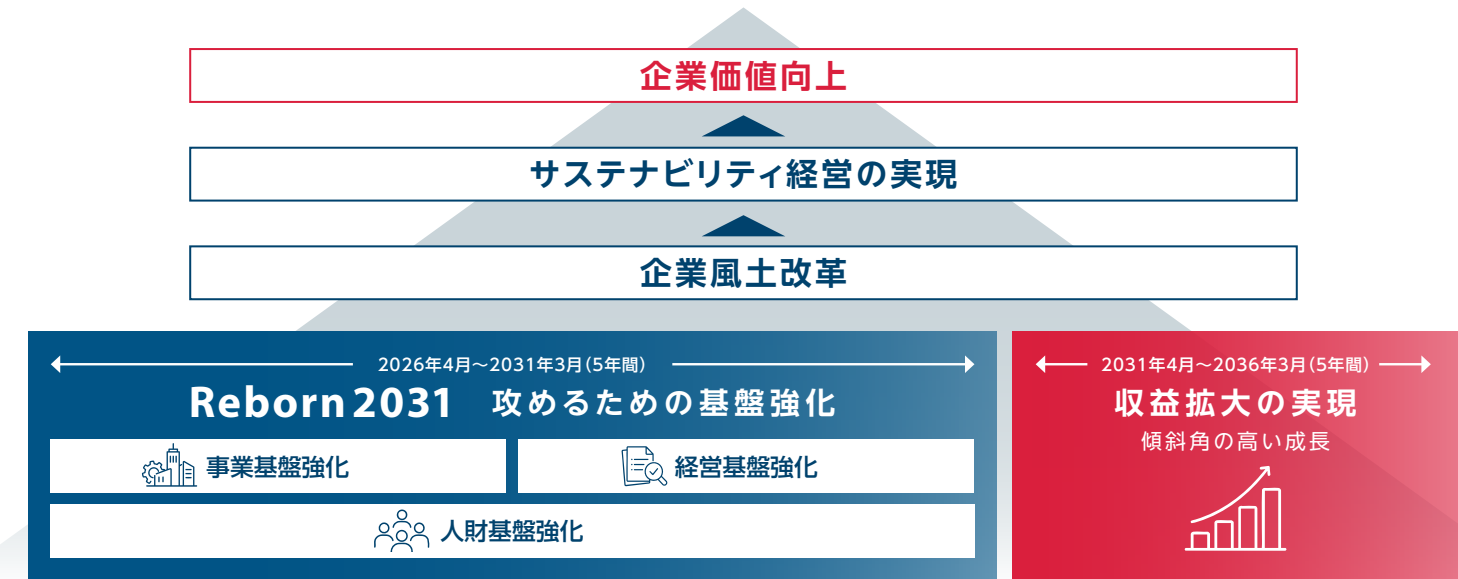 企業価値向上
サステナビリティ経営の実現
企業風土改革
2026年4月~2031年3月(5年間)
Reborn 2031 攻めるための基盤強化
事業基盤強化
経営基盤強化
人財基盤強化
2031年4月~2036年3月(5年間)
収益拡大の実現
傾斜角の高い成長